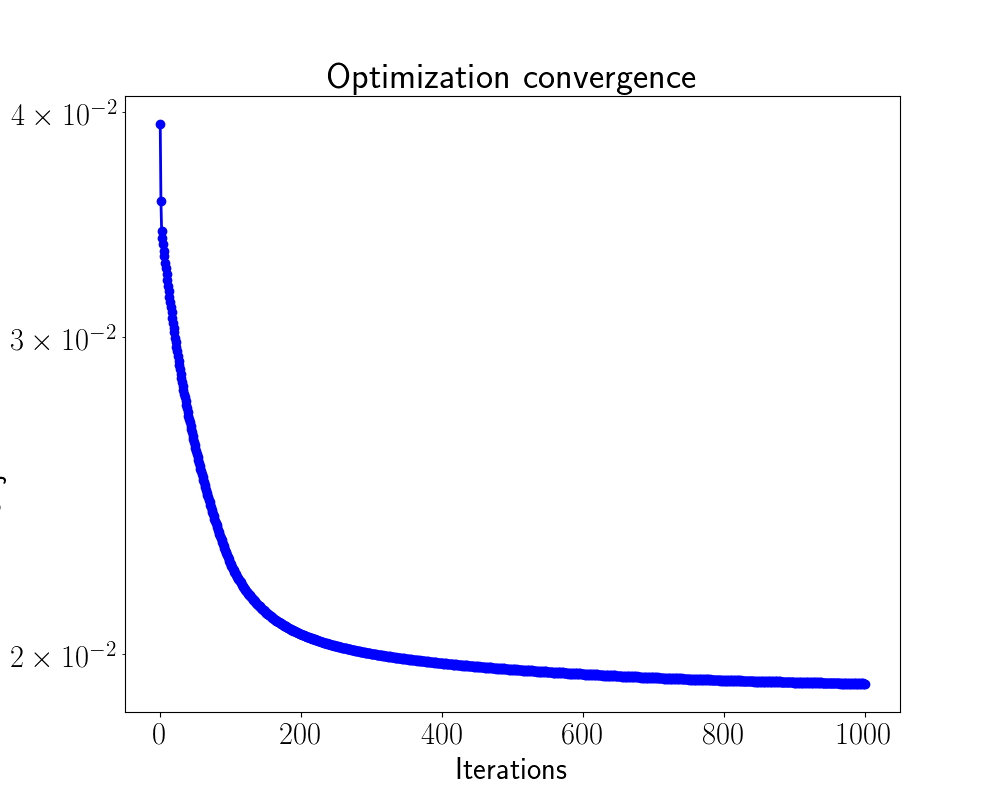 Optimization convergence
4 × 10⁻²
3 × 10⁻²
2 × 10⁻²
0 200 400 600 800 1000
Iterations